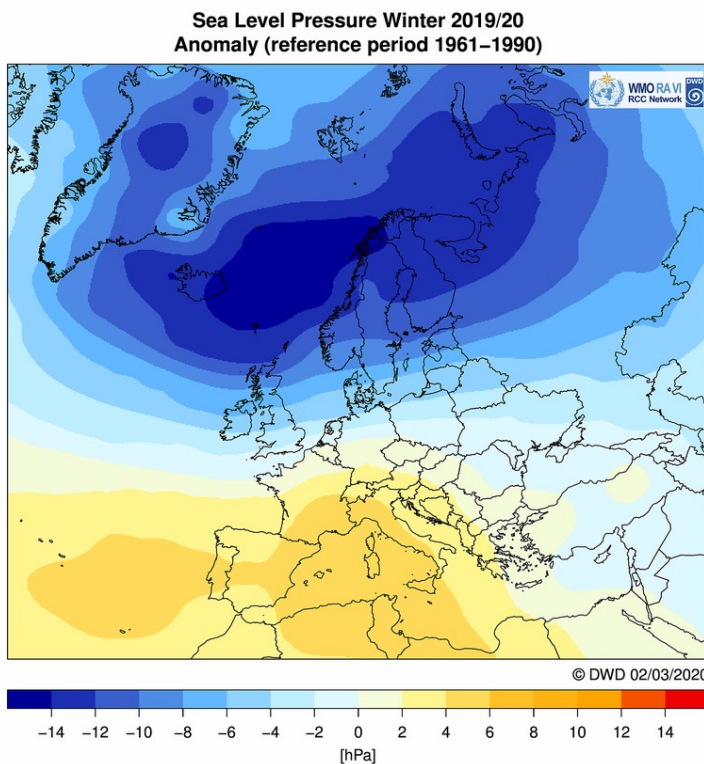 Sea Level Pressure Winter 2019/20
Anomaly (reference period 1961−1990)
WMO RA VI
RCC Network
DWD
© DWD 02/03/2020
−14 −12 −10 −8 −6 −4 −2 0 2 4 6 8 10 12 14
[hPa]